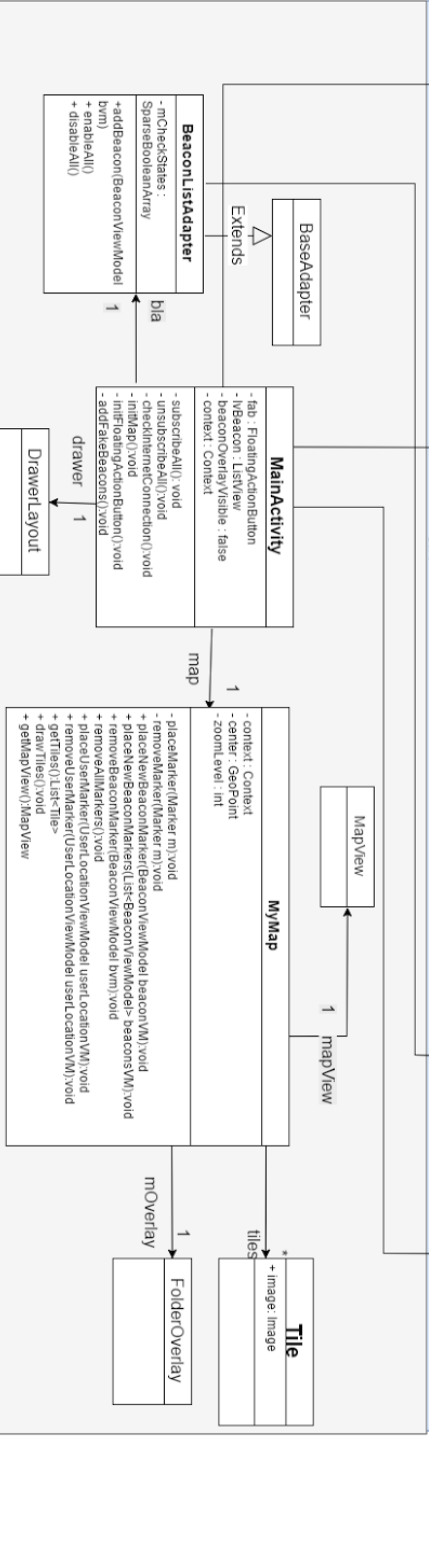 BaseAdapter
Extends
BeaconListAdapter
- mCheckStates :
SparseBooleanArray
+addBeacon(BeaconViewModel
bvm)
+ enableAll()
+ disableAll()
bla
1
MainActivity
- fab : FloatingActionButton
- lvBeacon : ListView
- beaconOverlayVisible : false
- context : Context
- subscribeAll(): void
- unsubscribeAll():void
- checkInternetConnection():void
- initMap():void
- initFloatingActionButton():void
- addFakeBeacons():void
drawer
1
DrawerLayout
map
1
MapView
1
mapView
MyMap
- context : Context
- center : GeoPoint
- zoomLevel : int
- placeMarker(Marker m):void
- removeMarker(Marker m):void
+ placeNewBeaconMarker(BeaconViewModel beaconVM):void
+ placeNewBeaconMarkers(List<BeaconViewModel> beaconsVM):void
+ removeBeaconMarker(BeaconViewModel bvm):void
+ removeAllMarkers():void
+ placeUserMarker(UserLocationViewModel userLocationVM):void
+ removeUserMarker(UserLocationViewModel userLocationVM):void
+ getTiles():List<Tile>
+ drawTiles():void
+ getMapView():MapView
tiles
*
Tile
+ image: Image
1
mOverlay
FolderOverlay